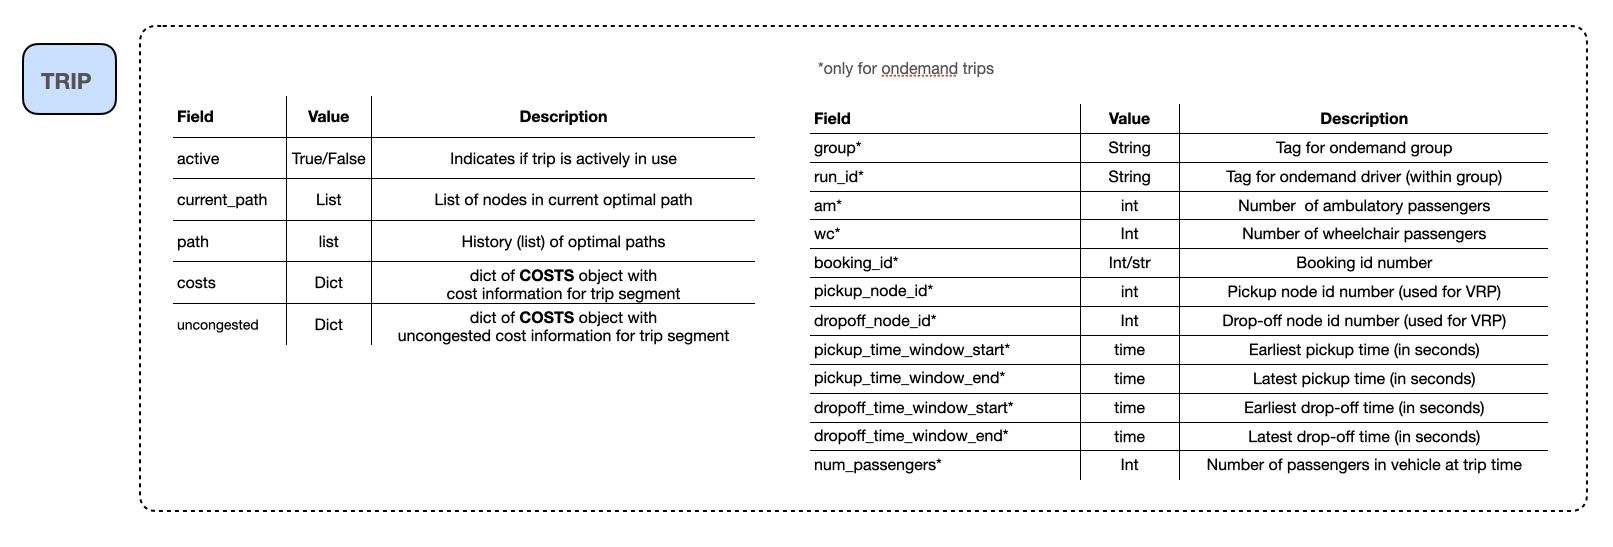 TRIP
Field Value Description
active True/False Indicates if trip is actively in use
current_path List List of nodes in current optimal path
path list History (list) of optimal paths
costs Dict dict of COSTS object with
cost information for trip segment
uncongested Dict dict of COSTS object with
uncongested cost information for trip segment
*only for ondemand trips
Field Value Description
group* String Tag for ondemand group
run_id* String Tag for ondemand driver (within group)
am* int Number of ambulatory passengers
wc* Int Number of wheelchair passengers
booking_id* Int/str Booking id number
pickup_node_id* int Pickup node id number (used for VRP)
dropoff_node_id* Int Drop-off node id number (used for VRP)
pickup_time_window_start* time Earliest pickup time (in seconds)
pickup_time_window_end* time Latest pickup time (in seconds)
dropoff_time_window_start* time Earliest drop-off time (in seconds)
dropoff_time_window_end* time Latest drop-off time (in seconds)
num_passengers* Int Number of passengers in vehicle at trip time